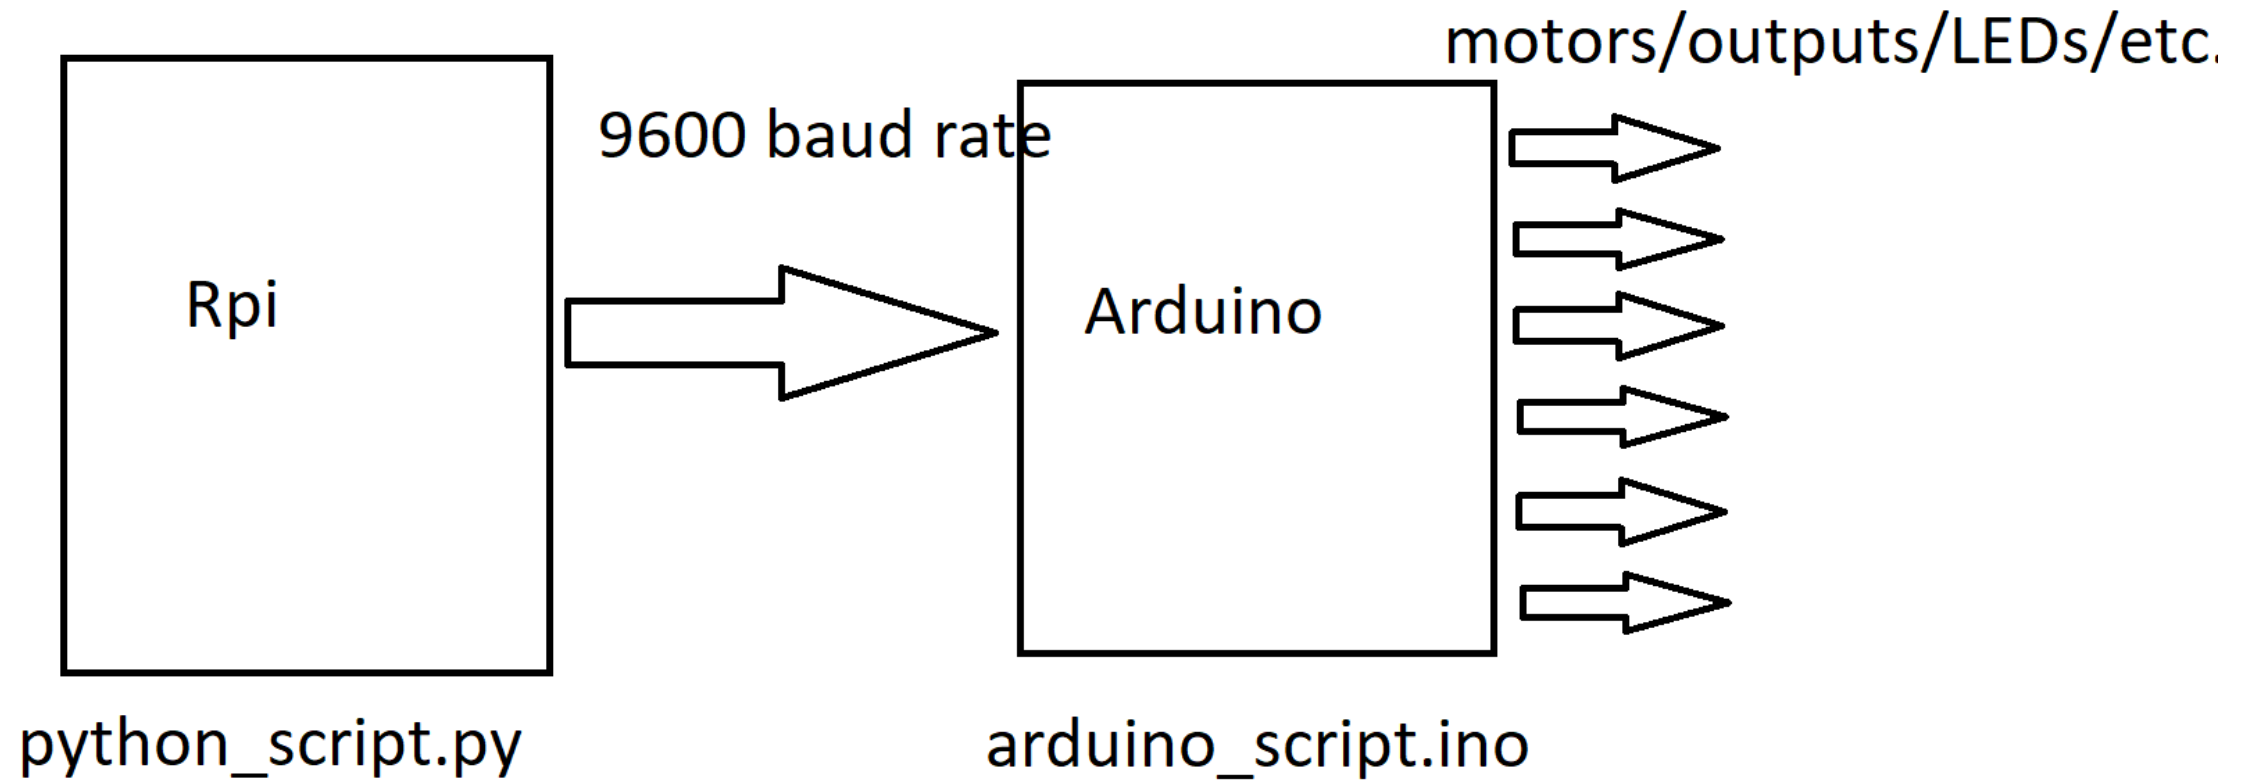 motors/outputs/LEDs/etc.
9600 baud rate
Rpi
Arduino
python_script.py
arduino_script.ino